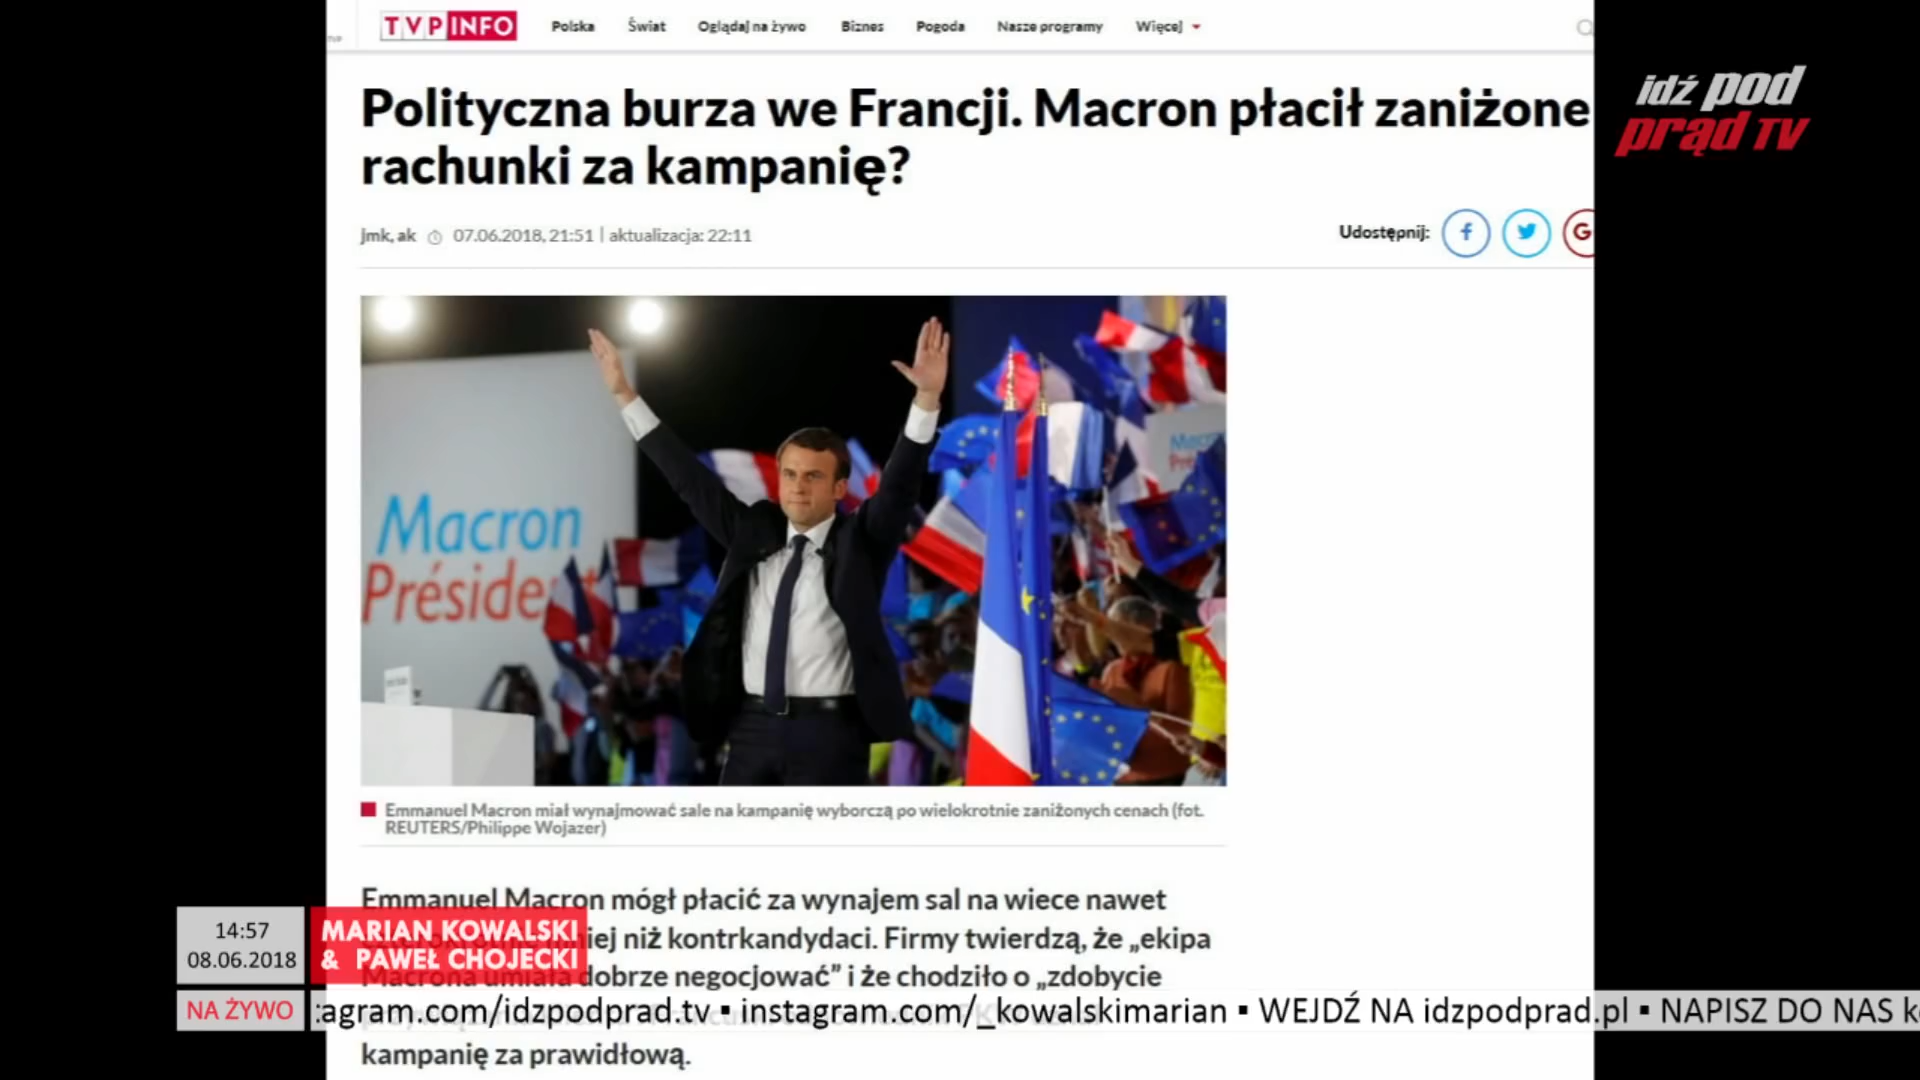 TVP INFO Polska Świat Oglądaj na żywo Biznes Pogoda Nasze programy Więcej
idź pod
prąd TV
Polityczna burza we Francji. Macron płacił zaniżone
rachunki za kampanię?
jmk, ak 07.06.2018, 21:51 | aktualizacja: 22:11
Udostępnij:
Macron
Présiden
Emmanuel Macron miał wynajmować sale na kampanię wyborczą po wielokrotnie zaniżonych cenach (fot.
REUTERS/Philippe Wojazer)
Emmanuel Macron mógł płacić za wynajem sal na wiece nawet
niż kontrkandydaci. Firmy twierdzą, że „ekipa
Macrona umiała dobrze negocjować” i że chodziło o „zdobycie
kampanię za prawidłową.
14:57
08.06.2018
MARIAN KOWALSKI
& PAWEŁ CHOJECKI
NA ŻYWO
agram.com/idzpodprad.tv ▪ instagram.com/_kowalskimarian ▪ WEJDŹ NA idzpodprad.pl ▪ NAPISZ DO NAS k